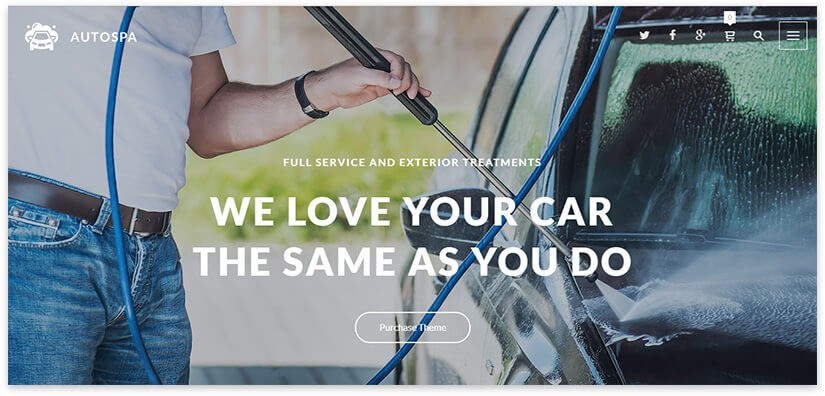 AUTOSPA
0
FULL SERVICE AND EXTERIOR TREATMENTS
WE LOVE YOUR CAR
THE SAME AS YOU DO
Purchase Theme